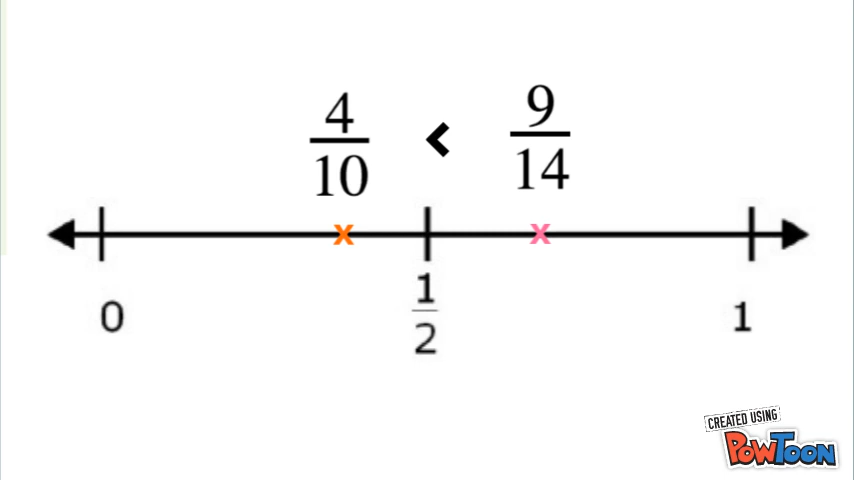 4/10 < 9/14
x x
0 1/2 1
CREATED USING
POWTOON